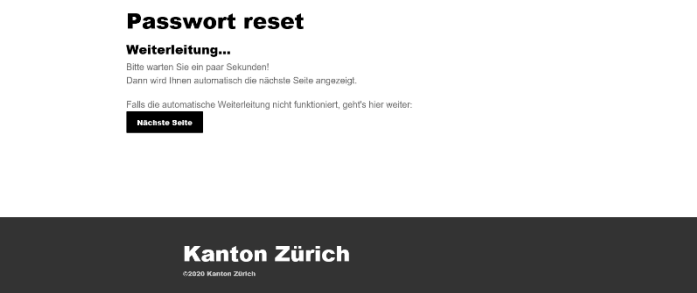 Passwort reset
Weiterleitung...
Bitte warten Sie ein paar Sekunden!
Dann wird Ihnen automatisch die nächste Seite angezeigt.
Falls die automatische Weiterleitung nicht funktioniert, geht's hier weiter:
Nächste Seite
Kanton Zürich
©2020 Kanton Zürich